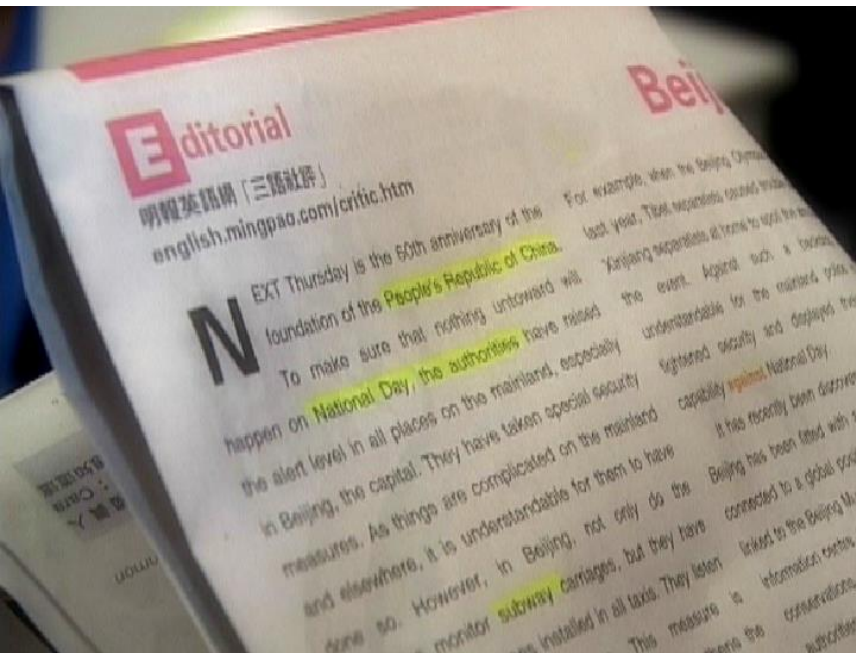 Editorial
Beij
明報英語網「三語社評」
english.mingpao.com/critic.htm
NEXT Thursday is the 60th anniversary of the
foundation of the People's Republic of China.
To make sure that nothing untoward will
happen on National Day, the authorities have raised
the alert level in all places on the mainland, especially
in Beijing, the capital. They have taken special security
measures. As things are complicated on the mainland
and elsewhere, it is understandable for them to have
done so. However, in Beijing, not only do the
monitor subway carriages, but they have
installed in all taxis. They listen
For example, when the Beijing
last year, Tibet separatists caused
Xinjiang separatists at home to spoil the
the event. Against such a
understandable for the mainland police
tightened security and displayed their
capability against National Day.
It has recently been discovered
Beijing has been fitted with
connected to a global
linked to the Beijing
information centre.
This measure is
the conversations
authorities